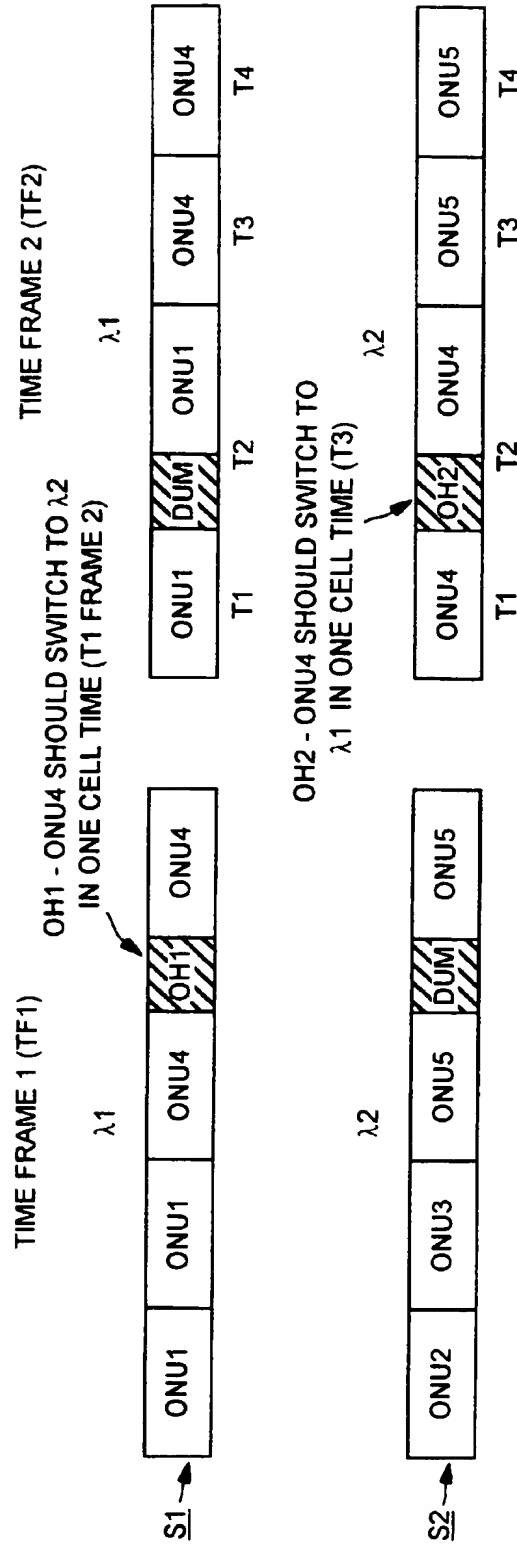 TIME FRAME 1 (TF1)
TIME FRAME 2 (TF2)
OH1 - ONU4 SHOULD SWITCH TO λ2
IN ONE CELL TIME (T1 FRAME 2)
λ1
λ1
S1
ONU1
ONU1
ONU4
OH1
ONU4
ONU1
DUM
ONU1
ONU4
ONU4
T1
T2
T3
T4
OH2 - ONU4 SHOULD SWITCH TO
λ1 IN ONE CELL TIME (T3)
λ2
λ2
S2
ONU2
ONU3
ONU5
DUM
ONU5
ONU4
OH2
ONU4
ONU5
ONU5
T1
T2
T3
T4